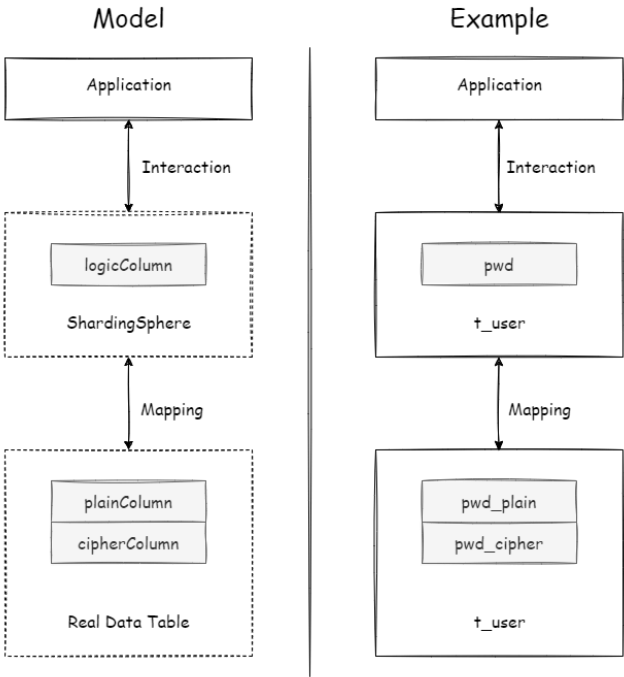 Model
Application
Interaction
logicColumn
ShardingSphere
Mapping
plainColumn
cipherColumn
Real Data Table
Example
Application
Interaction
pwd
t_user
Mapping
pwd_plain
pwd_cipher
t_user